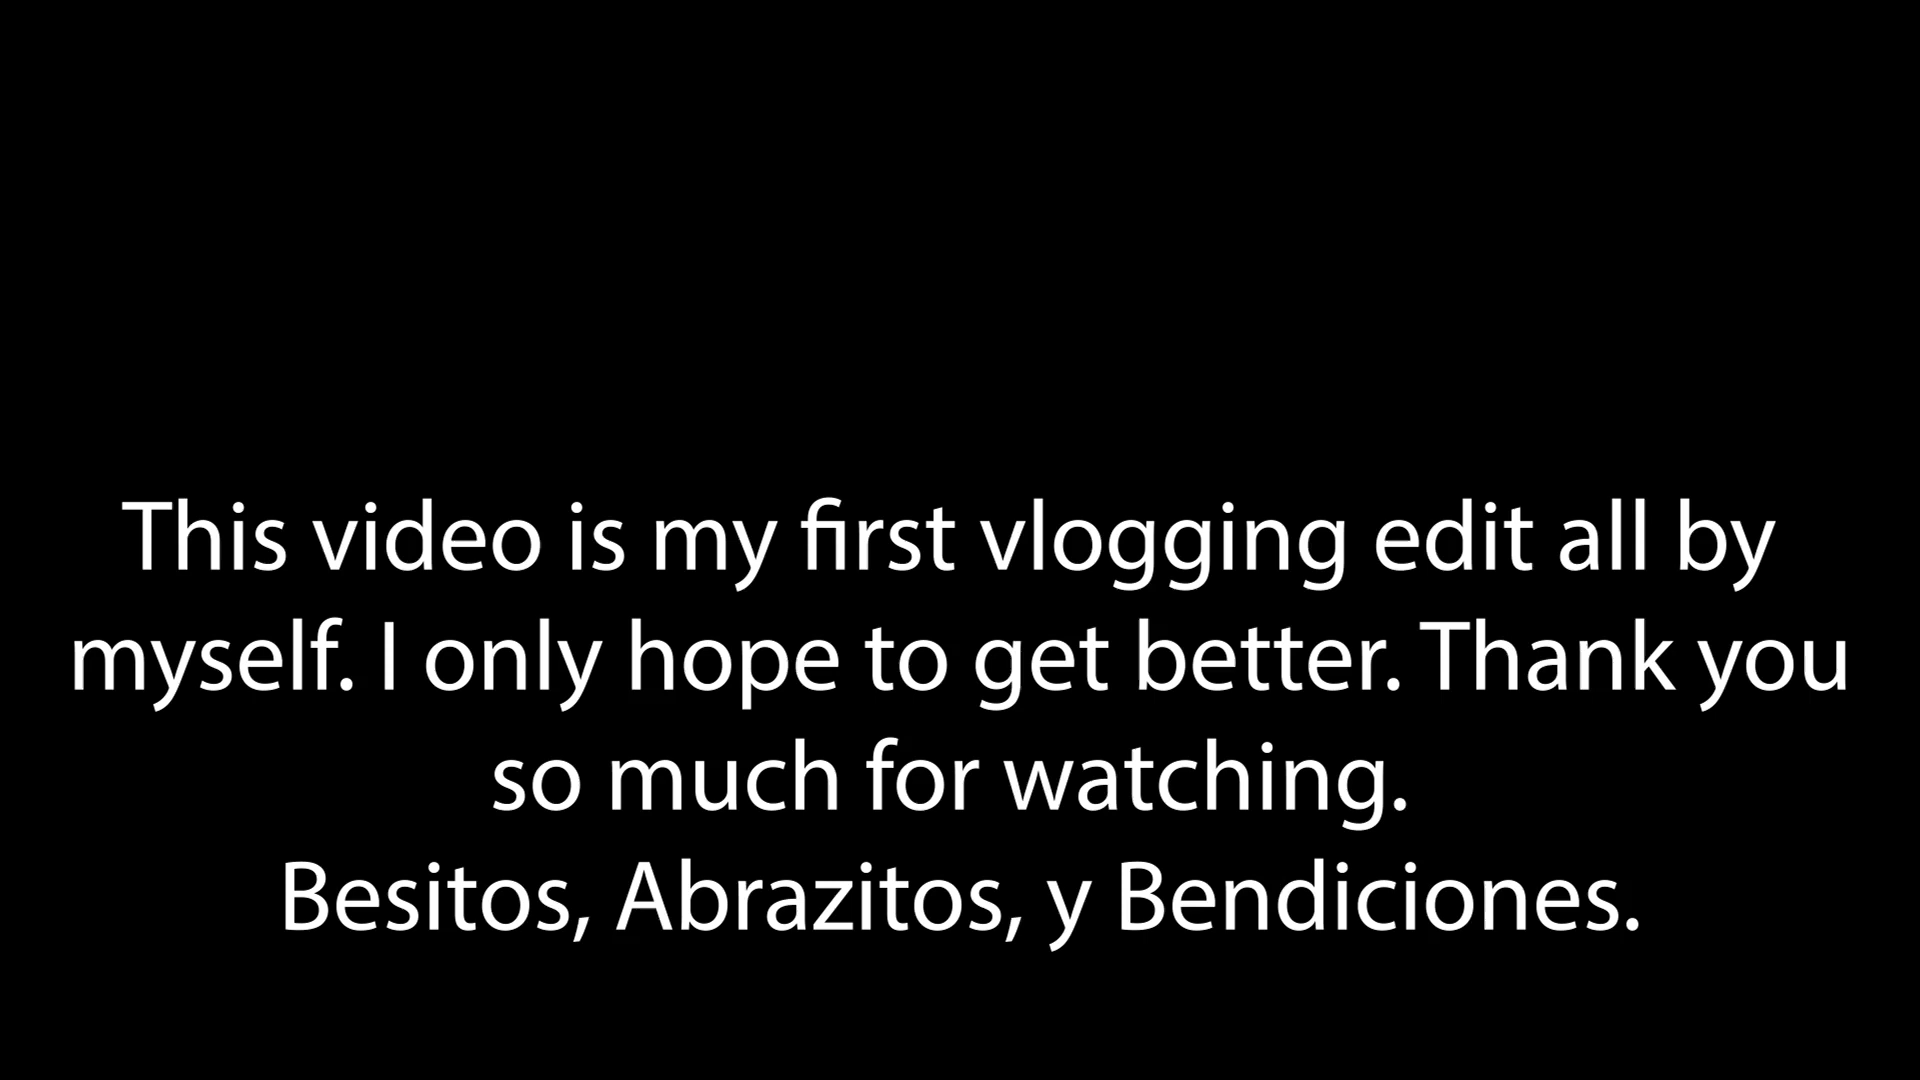 This video is my first vlogging edit all by
myself. I only hope to get better. Thank you
so much for watching.
Besitos, Abrazitos, y Bendiciones.